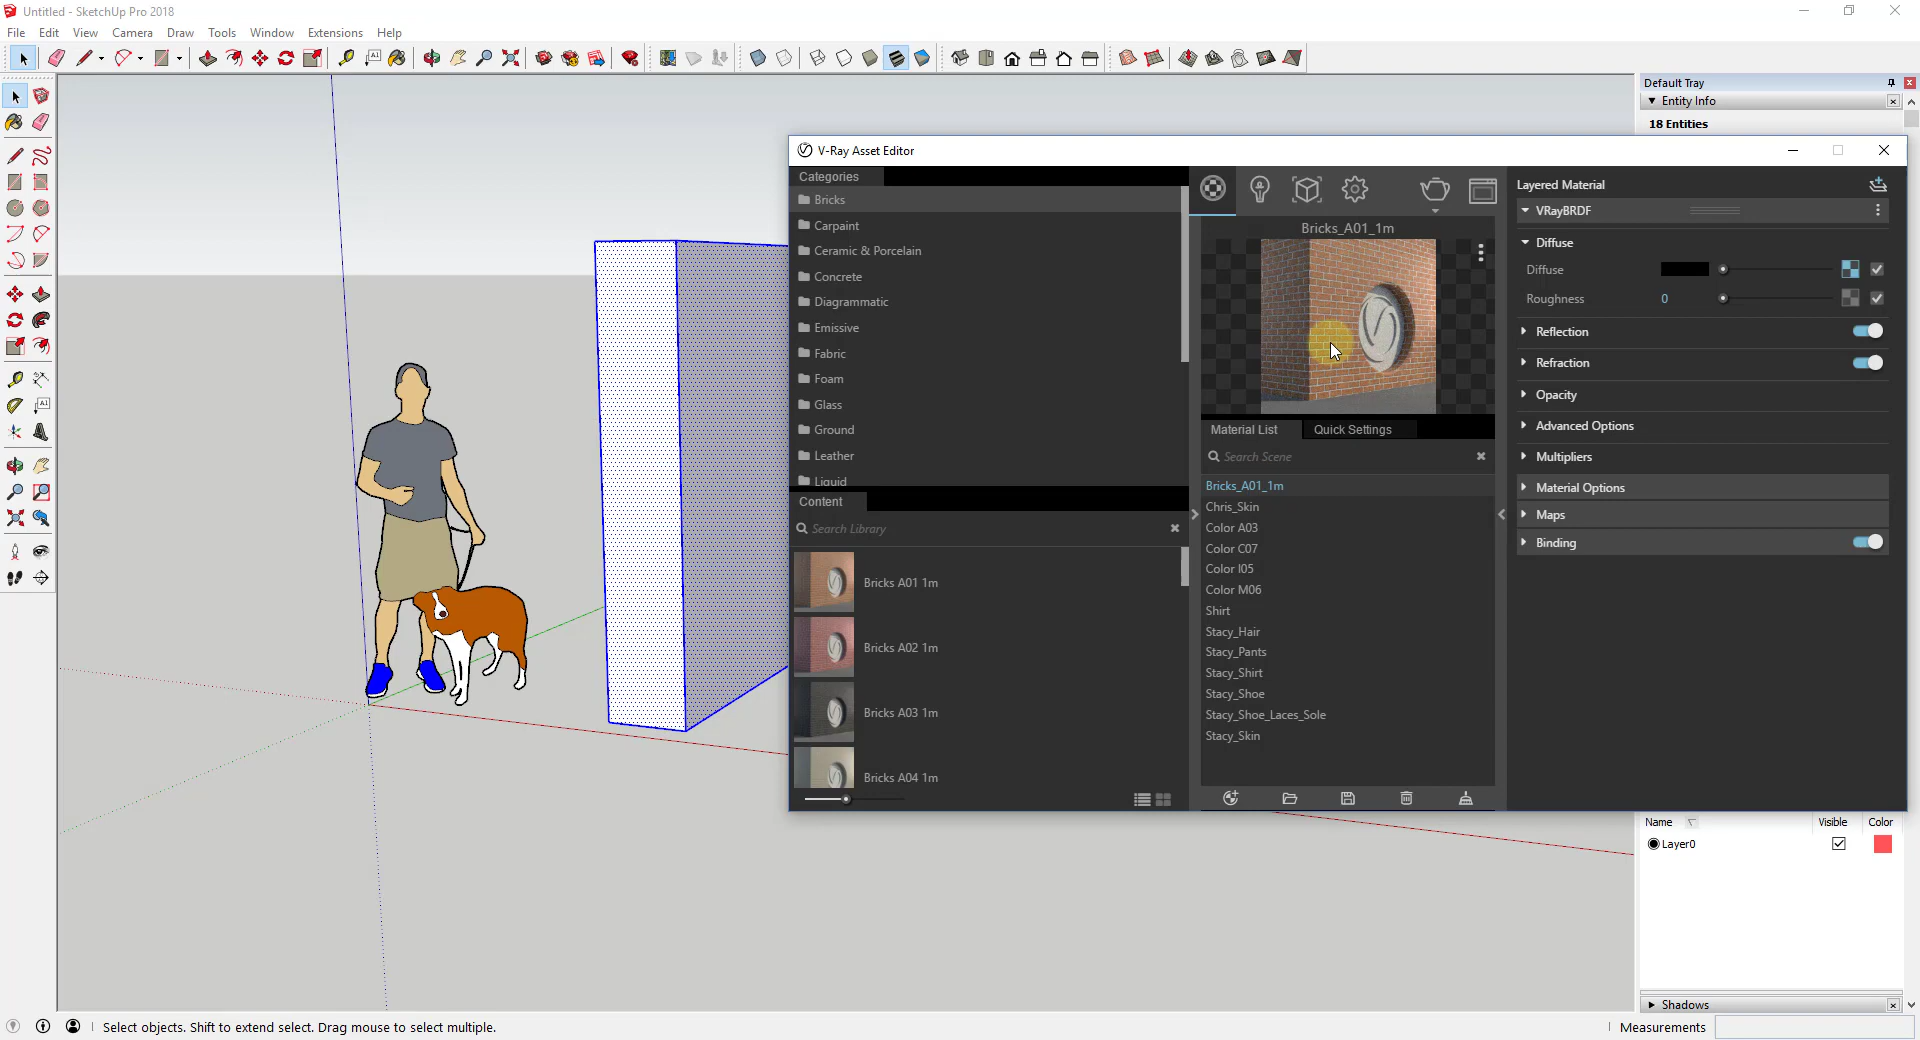 Untitled - SketchUp Pro 2018
File Edit View Camera Draw Tools Window Extensions Help
Default Tray
Entity Info
18 Entities
V-Ray Asset Editor
Categories
Bricks
Carpaint
Ceramic & Porcelain
Concrete
Diagrammatic
Emissive
Fabric
Foam
Glass
Ground
Leather
Liquid
Content
Search Library
Bricks A01 1m
Bricks A02 1m
Bricks A03 1m
Bricks A04 1m
Bricks_A01_1m
Material List Quick Settings
Search Scene
Bricks_A01_1m
Chris_Skin
Color A03
Color C07
Color I05
Color M06
Shirt
Stacy_Hair
Stacy_Pants
Stacy_Shirt
Stacy_Shoe
Stacy_Shoe_Laces_Sole
Stacy_Skin
Layered Material
VRayBRDF
Diffuse
Diffuse
Roughness 0
Reflection
Refraction
Opacity
Advanced Options
Multipliers
Material Options
Maps
Binding
Name Visible Color
Layer0
Shadows
Select objects. Shift to extend select. Drag mouse to select multiple.
Measurements